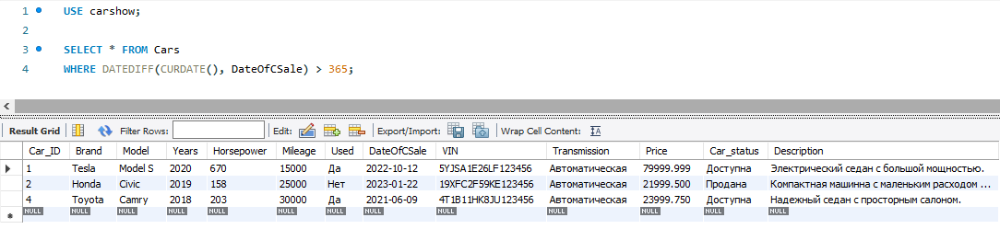 1 USE carshow;
2
3 SELECT * FROM Cars
4 WHERE DATEDIFF(CURDATE(), DateOfCSale) > 365;
Result Grid Filter Rows: Edit: Export/Import: Wrap Cell Content: IA
Car_ID Brand Model Years Horsepower Mileage Used DateOfCSale VIN Transmission Price Car_status Description
1 Tesla Model S 2020 670 15000 Да 2022-10-12 5YJSA1E26LF123456 Автоматическая 79999.999 Доступна Электрический седан с большой мощностью.
2 Honda Civic 2019 158 25000 Нет 2023-01-22 19XFC2F59KE123456 Автоматическая 21999.500 Продана Компактная машинна с маленьким расходом ...
4 Toyota Camry 2018 203 30000 Да 2021-06-09 4T1B11HK8JU123456 Автоматическая 23999.750 Доступна Надежный седан с просторным салоном.
NULL NULL NULL NULL NULL NULL NULL NULL NULL NULL NULL NULL NULL